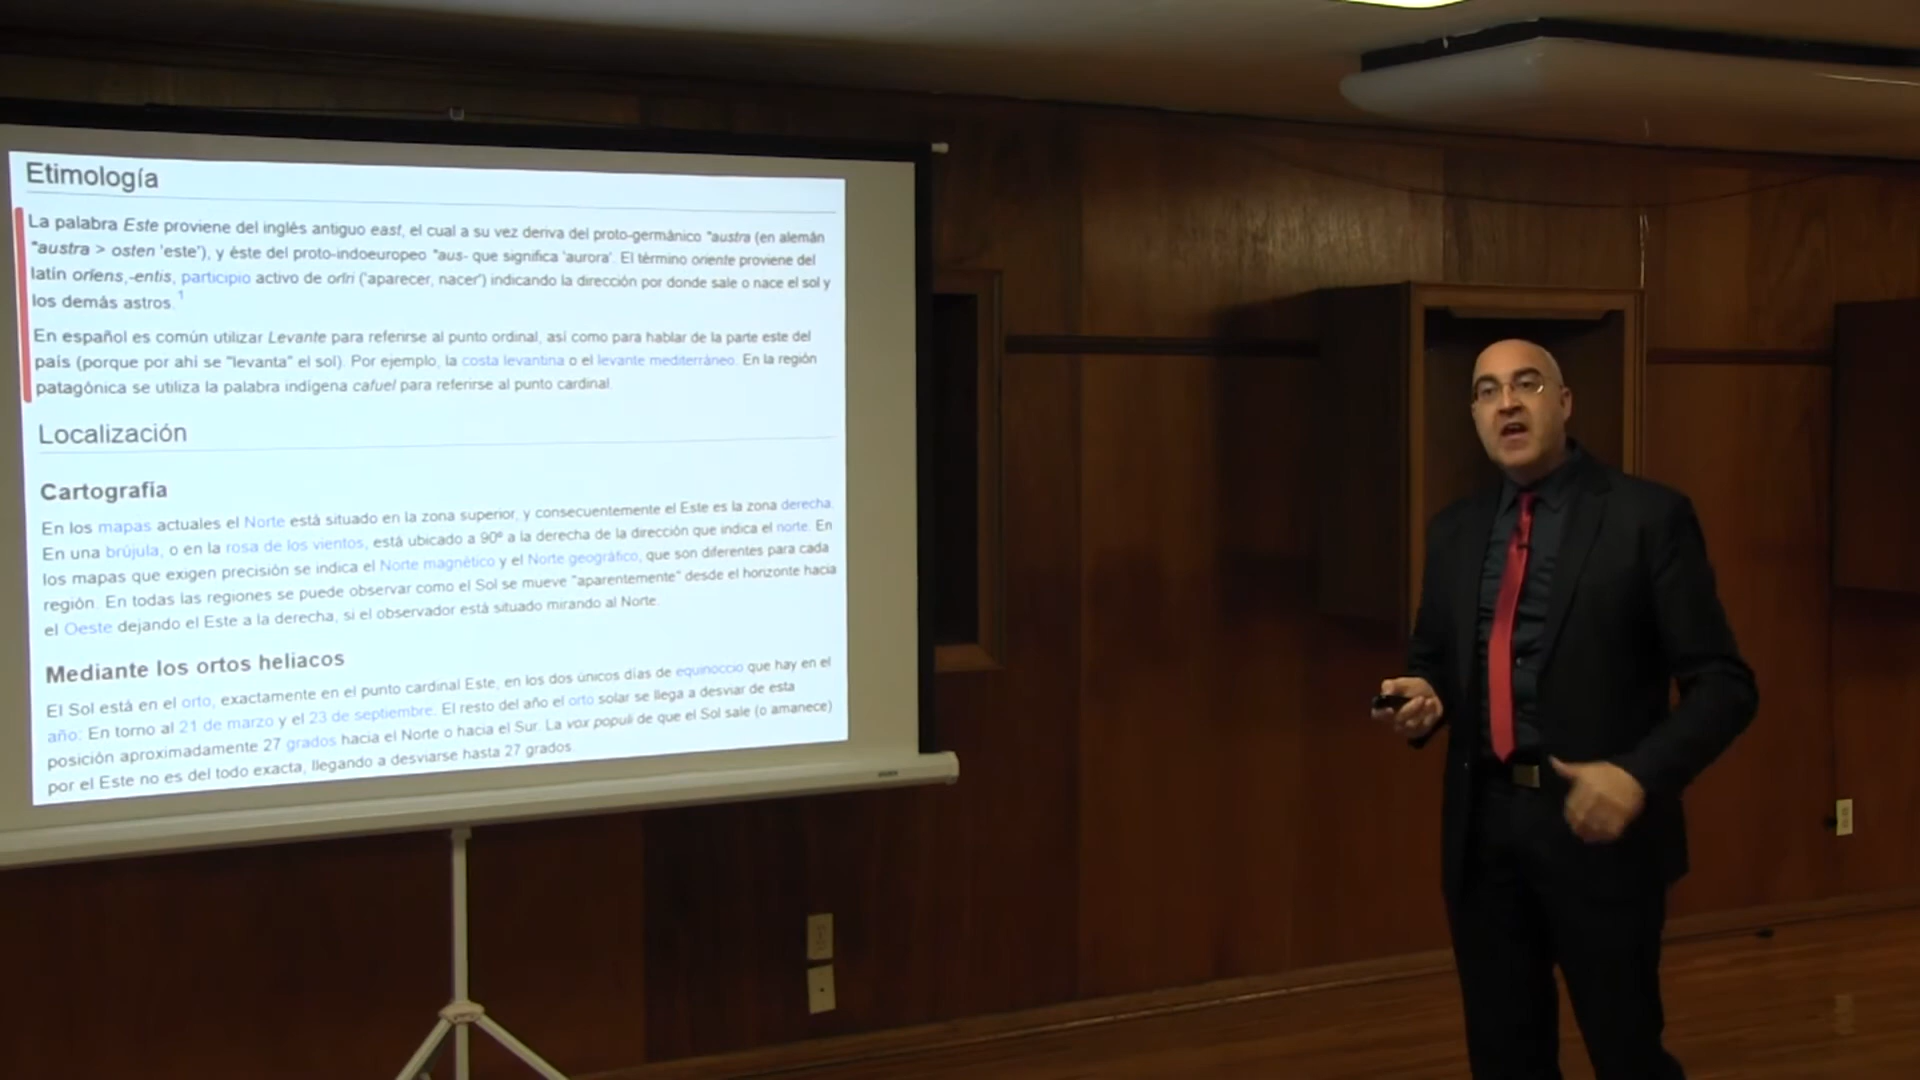 Etimología
La palabra Este proviene del inglés antiguo east, el cual a su vez deriva del proto-germánico *austra (en alemán
*austra > osten 'este'), y éste del proto-indoeuropeo *aus- que significa 'aurora'. El término oriente proviene del
latín oriens,-entis, participio activo de orīri ('aparecer, nacer') indicando la dirección por donde sale o nace el sol y
los demás astros.1
En español es común utilizar Levante para referirse al punto ordinal, así como para hablar de la parte este del
país (porque por ahí se "levanta" el sol). Por ejemplo, la costa levantina o el levante mediterráneo. En la región
patagónica se utiliza la palabra indígena cafuel para referirse al punto cardinal.
Localización
Cartografía
En los mapas actuales el Norte está situado en la zona superior, y consecuentemente el Este es la zona derecha.
En una brújula, o en la rosa de los vientos, está ubicado a 90º a la derecha de la dirección que indica el norte. En
los mapas que exigen precisión se indica el Norte magnético y el Norte geográfico, que son diferentes para cada
región. En todas las regiones se puede observar como el Sol se mueve "aparentemente" desde el horizonte hacia
el Oeste dejando el Este a la derecha, si el observador está situado mirando al Norte.
Mediante los ortos heliacos
El Sol está en el orto, exactamente en el punto cardinal Este, en los dos únicos días de equinoccio que hay en el
año: En torno al 21 de marzo y el 23 de septiembre. El resto del año el orto solar se llega a desviar de esta
posición aproximadamente 27 grados hacia el Norte o hacia el Sur. La vox populi de que el Sol sale (o amanece)
por el Este no es del todo exacta, llegando a desviarse hasta 27 grados.